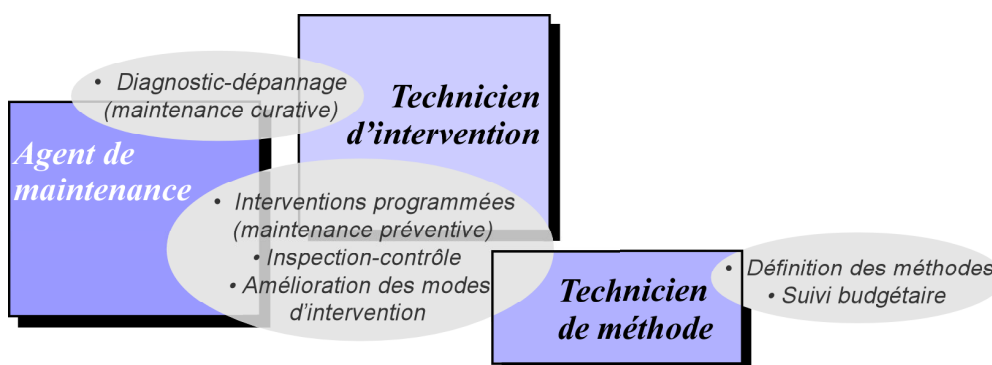 • Diagnostic-dépannage
(maintenance curative)
Technicien
d’intervention
Agent de
maintenance
• Interventions programmées
(maintenance préventive)
• Inspection-contrôle
• Amélioration des modes
d’intervention
Technicien
de méthode
• Définition des méthodes
• Suivi budgétaire